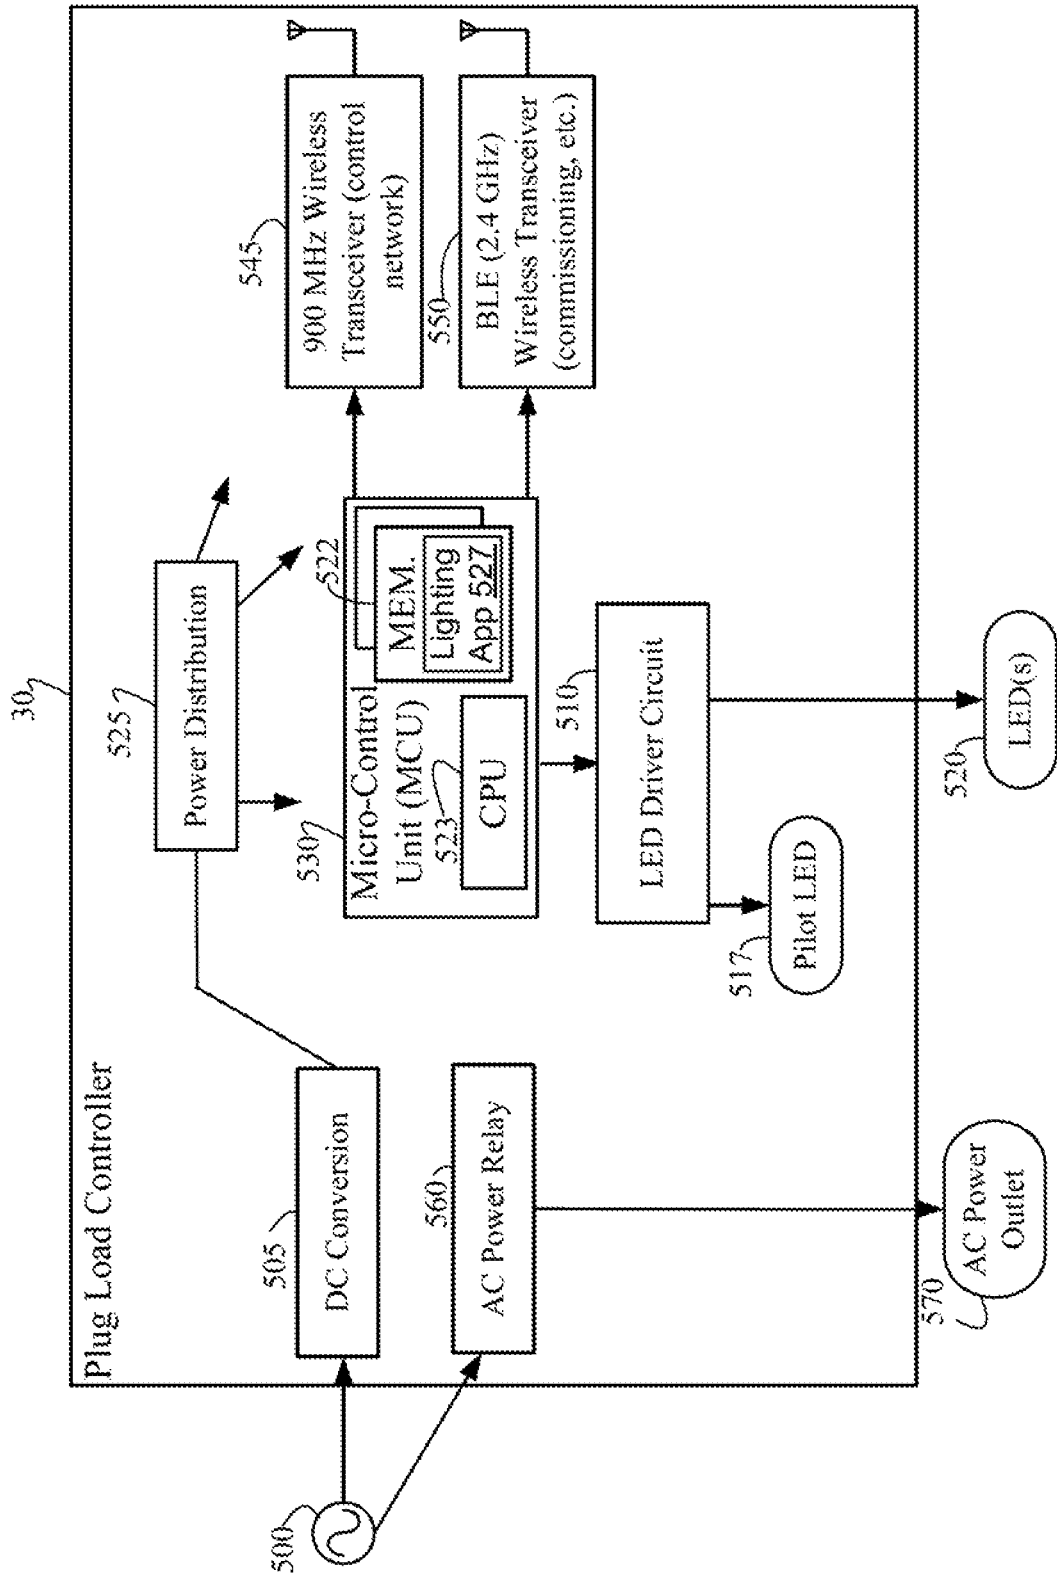 30
Plug Load Controller
525
Power Distribution
500
505
DC Conversion
560
AC Power Relay
570
AC Power
Outlet
530
Micro-Control
Unit (MCU)
523
CPU
522
MEM.
Lighting
App 527
545
900 MHz Wireless
Transceiver (control
network)
550
BLE (2.4 GHz)
Wireless Transceiver
(commissioning, etc.)
510
LED Driver Circuit
517
Pilot LED
520
LED(s)